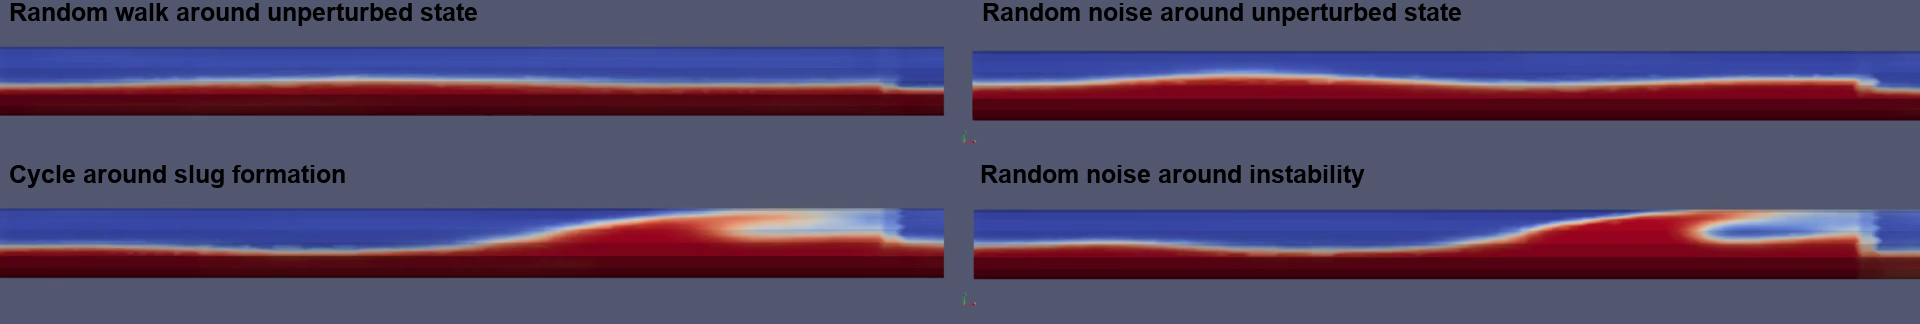 Random walk around unperturbed state
Random noise around unperturbed state
Cycle around slug formation
Random noise around instability